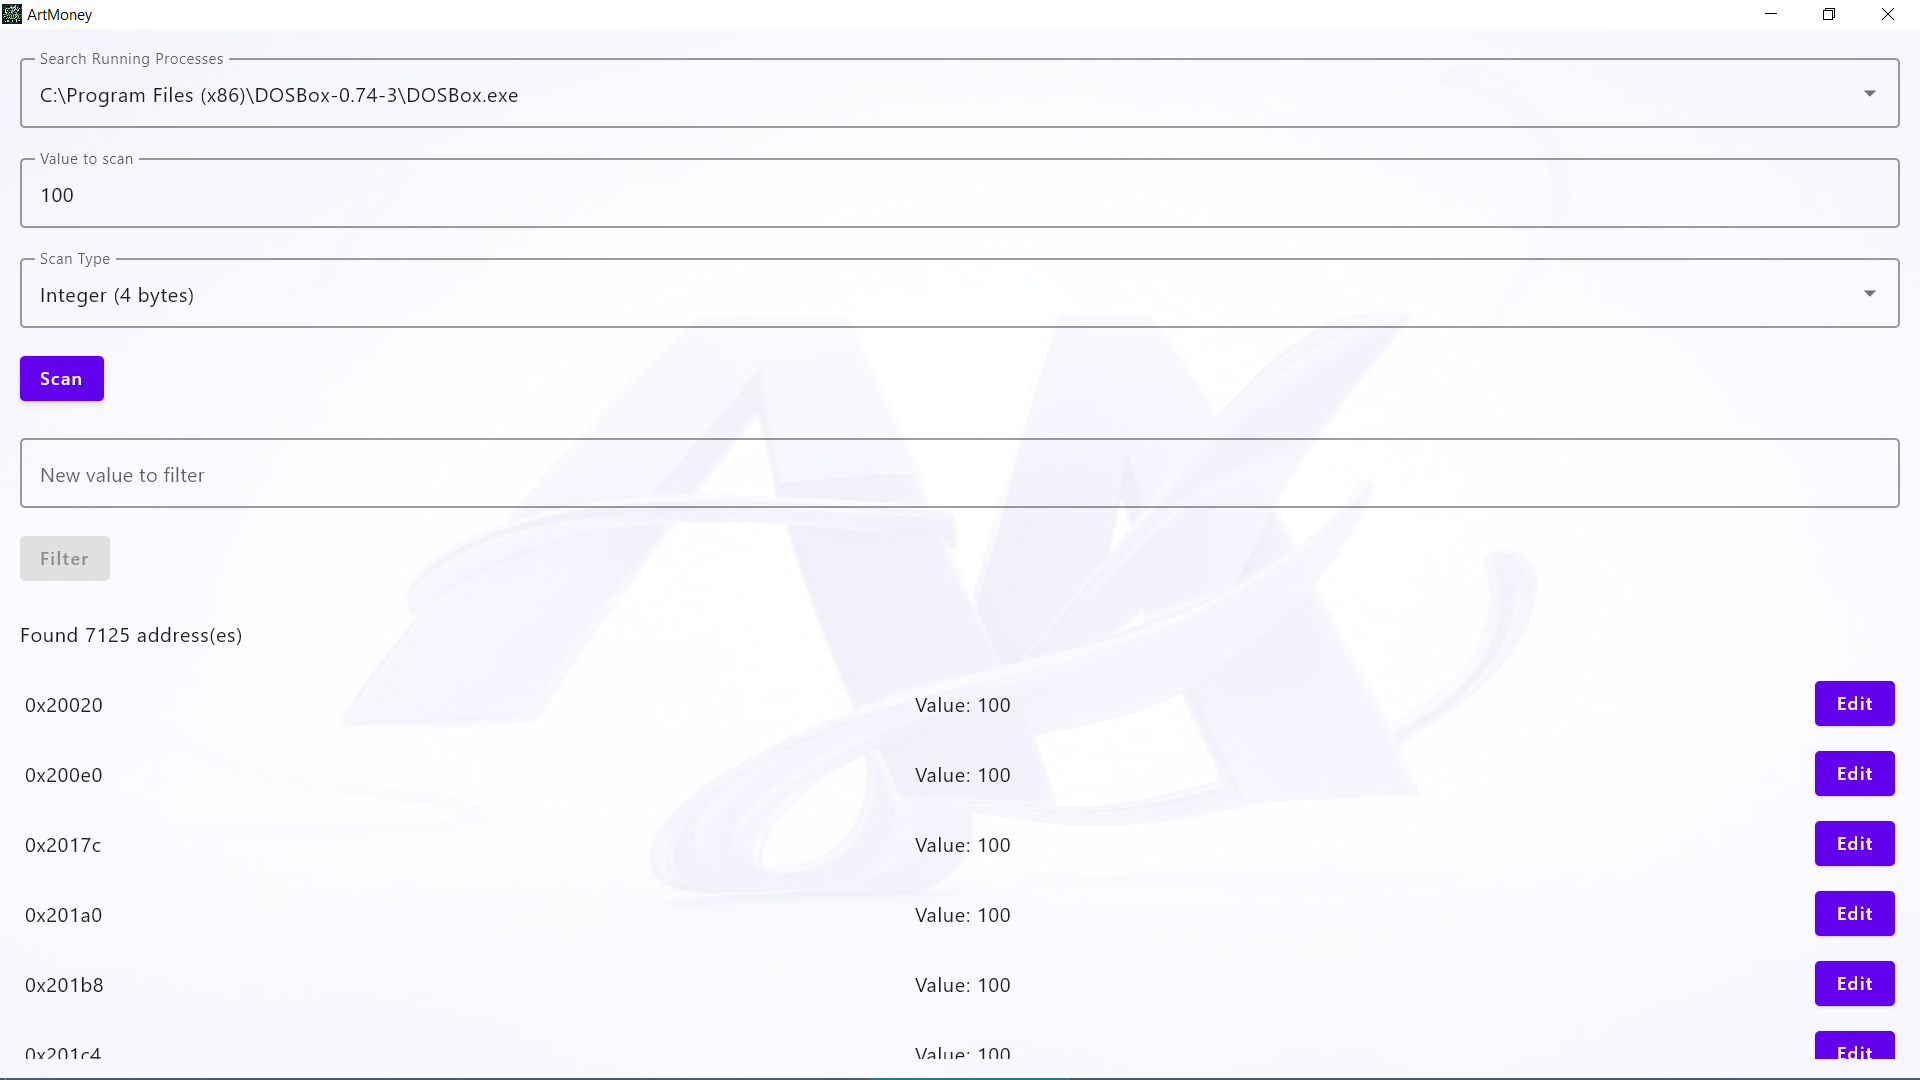 ArtMoney
Search Running Processes
C:\Program Files (x86)\DOSBox-0.74-3\DOSBox.exe
Value to scan
100
Scan Type
Integer (4 bytes)
Scan
New value to filter
Filter
Found 7125 address(es)
0x20020 Value: 100 Edit
0x200e0 Value: 100 Edit
0x2017c Value: 100 Edit
0x201a0 Value: 100 Edit
0x201b8 Value: 100 Edit
0x201c4 Value: 100 Edit